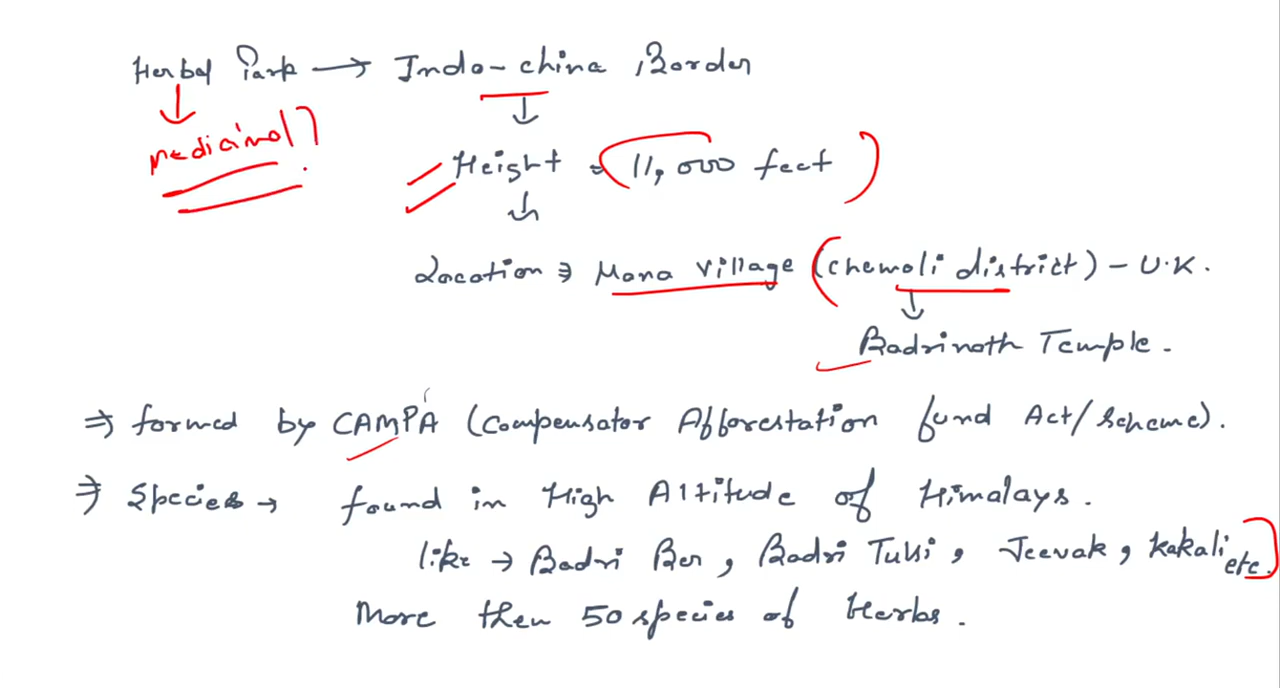 Herbal Park → Indo-china Border
medicinal?
Height → 11,000 feet
Location ⇒ Mana village (Chamoli district) - U.K.
Badrinath Temple.
⇒ formed by CAMPA (Compensator Afforestation fund Act/scheme).
⇒ Species → found in High Altitude of Himalays.
like → Badri Ber, Badri Tulsi, Jeevak, Kakali etc.
More then 50 species of Herbs.